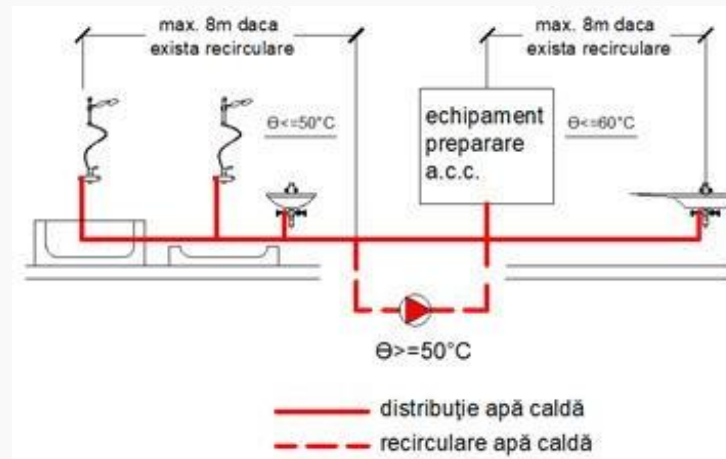 max. 8m daca
exista recirculare
max. 8m daca
exista recirculare
Ɵ<=50°C
echipament
preparare
a.c.c.
Ɵ<=60°C
Ɵ>=50°C
distribuție apă caldă
recirculare apă caldă